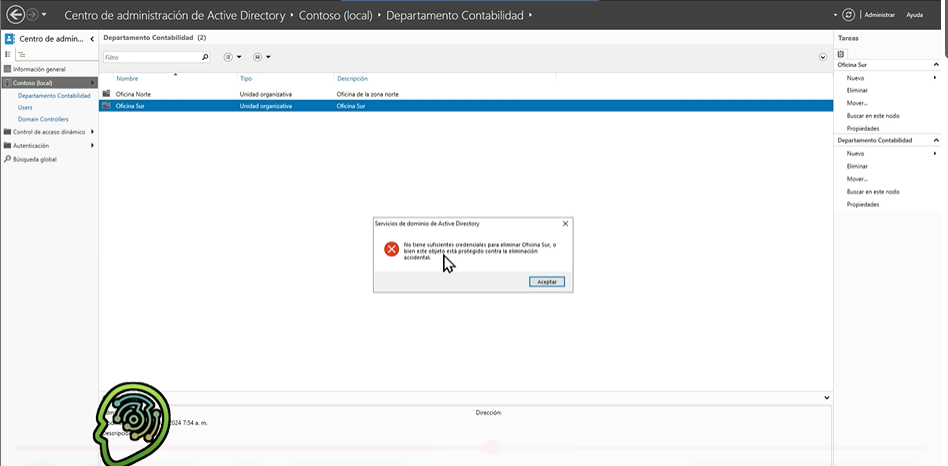 Centro de administración de Active Directory • Contoso (local) • Departamento Contabilidad •
Administrar
Ayuda
Centro de admin...
Información general
Contoso (local)
Departamento Contabilidad
Users
Domain Controllers
Control de acceso dinámico
Autenticación
Búsqueda global
Departamento Contabilidad (2)
Filtro
Nombre Tipo Descripción
Oficina Norte Unidad organizativa Oficina de la zona norte
Oficina Sur Unidad organizativa Oficina Sur
Servicios de dominio de Active Directory
No tiene suficientes credenciales para eliminar Oficina Sur, o
bien este objeto está protegido contra la eliminación
accidental.
Aceptar
Dirección:
2024 7:54 a. m.
Tareas
Oficina Sur
Nuevo
Eliminar
Mover...
Buscar en este nodo
Propiedades
Departamento Contabilidad
Nuevo
Eliminar
Mover...
Buscar en este nodo
Propiedades